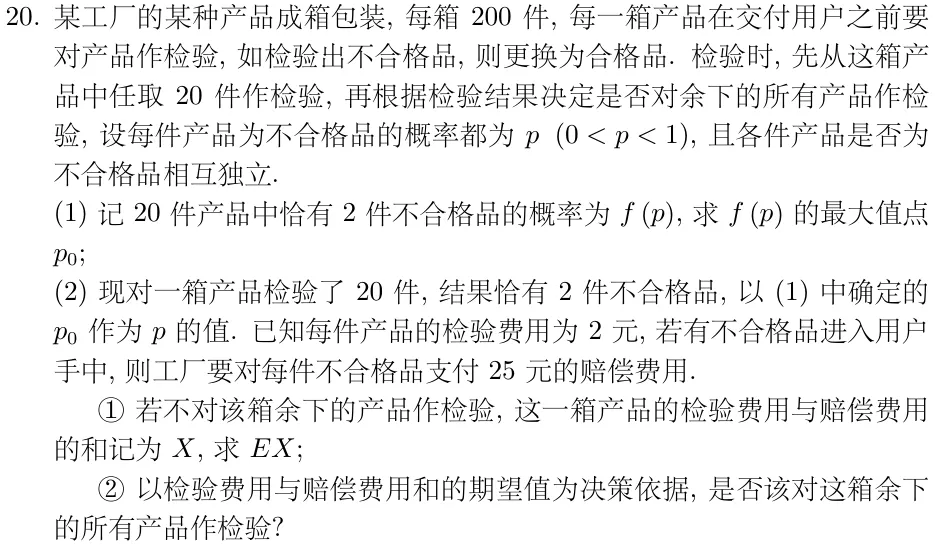 20. 某工厂的某种产品成箱包装, 每箱 200 件, 每一箱产品在交付用户之前要
对产品作检验, 如检验出不合格品, 则更换为合格品. 检验时, 先从这箱产
品中任取 20 件作检验, 再根据检验结果决定是否对余下的所有产品作检
验, 设每件产品为不合格品的概率都为 p (0 < p < 1), 且各件产品是否为
不合格品相互独立.
(1) 记 20 件产品中恰有 2 件不合格品的概率为 f (p), 求 f (p) 的最大值点
p₀;
(2) 现对一箱产品检验了 20 件, 结果恰有 2 件不合格品, 以 (1) 中确定的
p₀ 作为 p 的值. 已知每件产品的检验费用为 2 元, 若有不合格品进入用户
手中, 则工厂要对每件不合格品支付 25 元的赔偿费用.
① 若不对该箱余下的产品作检验, 这一箱产品的检验费用与赔偿费用
的和记为 X, 求 EX;
② 以检验费用与赔偿费用和的期望值为决策依据, 是否该对这箱余下
的所有产品作检验?